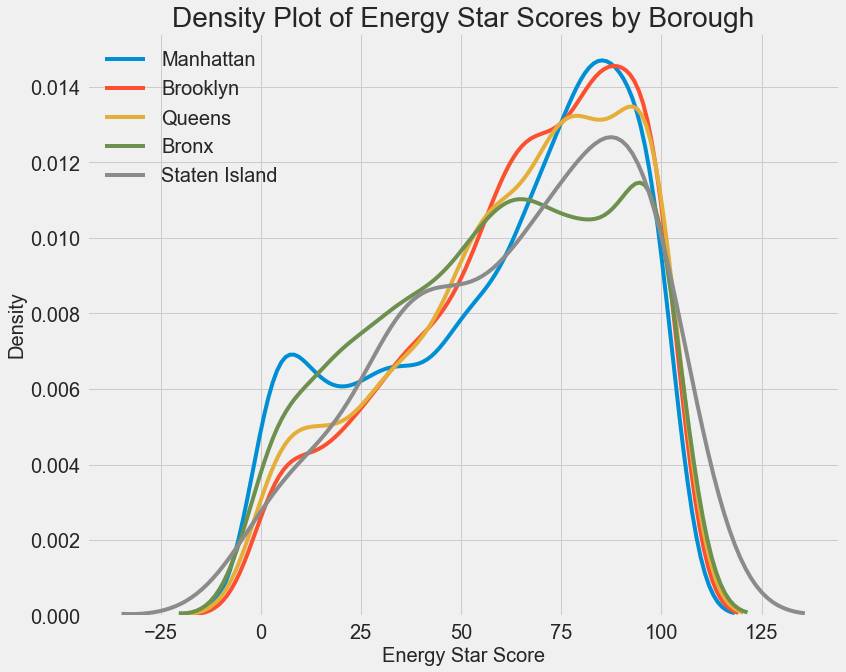 Density Plot of Energy Star Scores by Borough
Manhattan
Brooklyn
Queens
Bronx
Staten Island
0.014
0.012
0.010
0.008
0.006
0.004
0.002
0.000
Density
−25
0
25
50
75
100
125
Energy Star Score